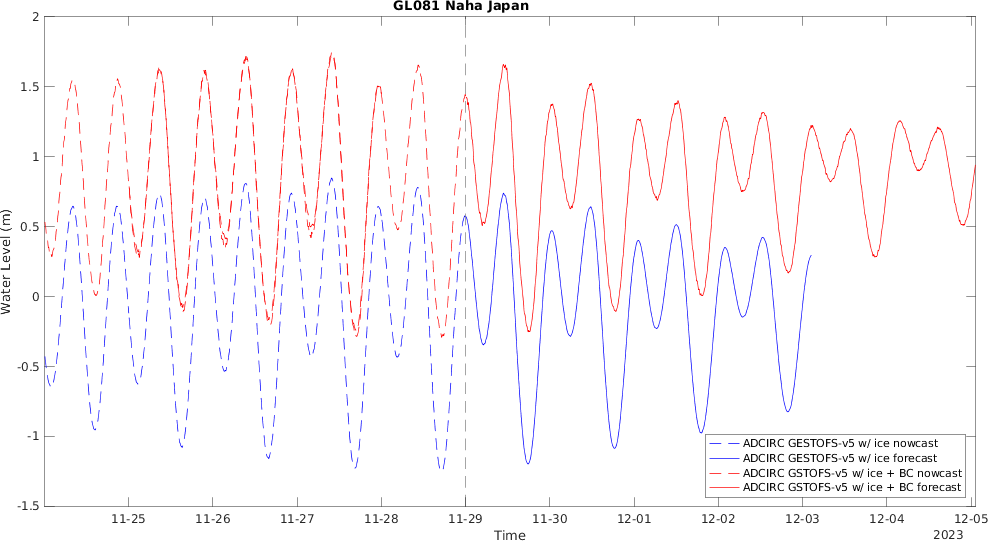 GL081 Naha Japan
2
1.5
1
0.5
0
-0.5
-1
-1.5
Water Level (m)
11-25 11-26 11-27 11-28 11-29 11-30 12-01 12-02 12-03 12-04 12-05
Time
2023
ADCIRC GESTOFS-v5 w/ ice nowcast
ADCIRC GESTOFS-v5 w/ ice forecast
ADCIRC GSTOFS-v5 w/ ice + BC nowcast
ADCIRC GSTOFS-v5 w/ ice + BC forecast